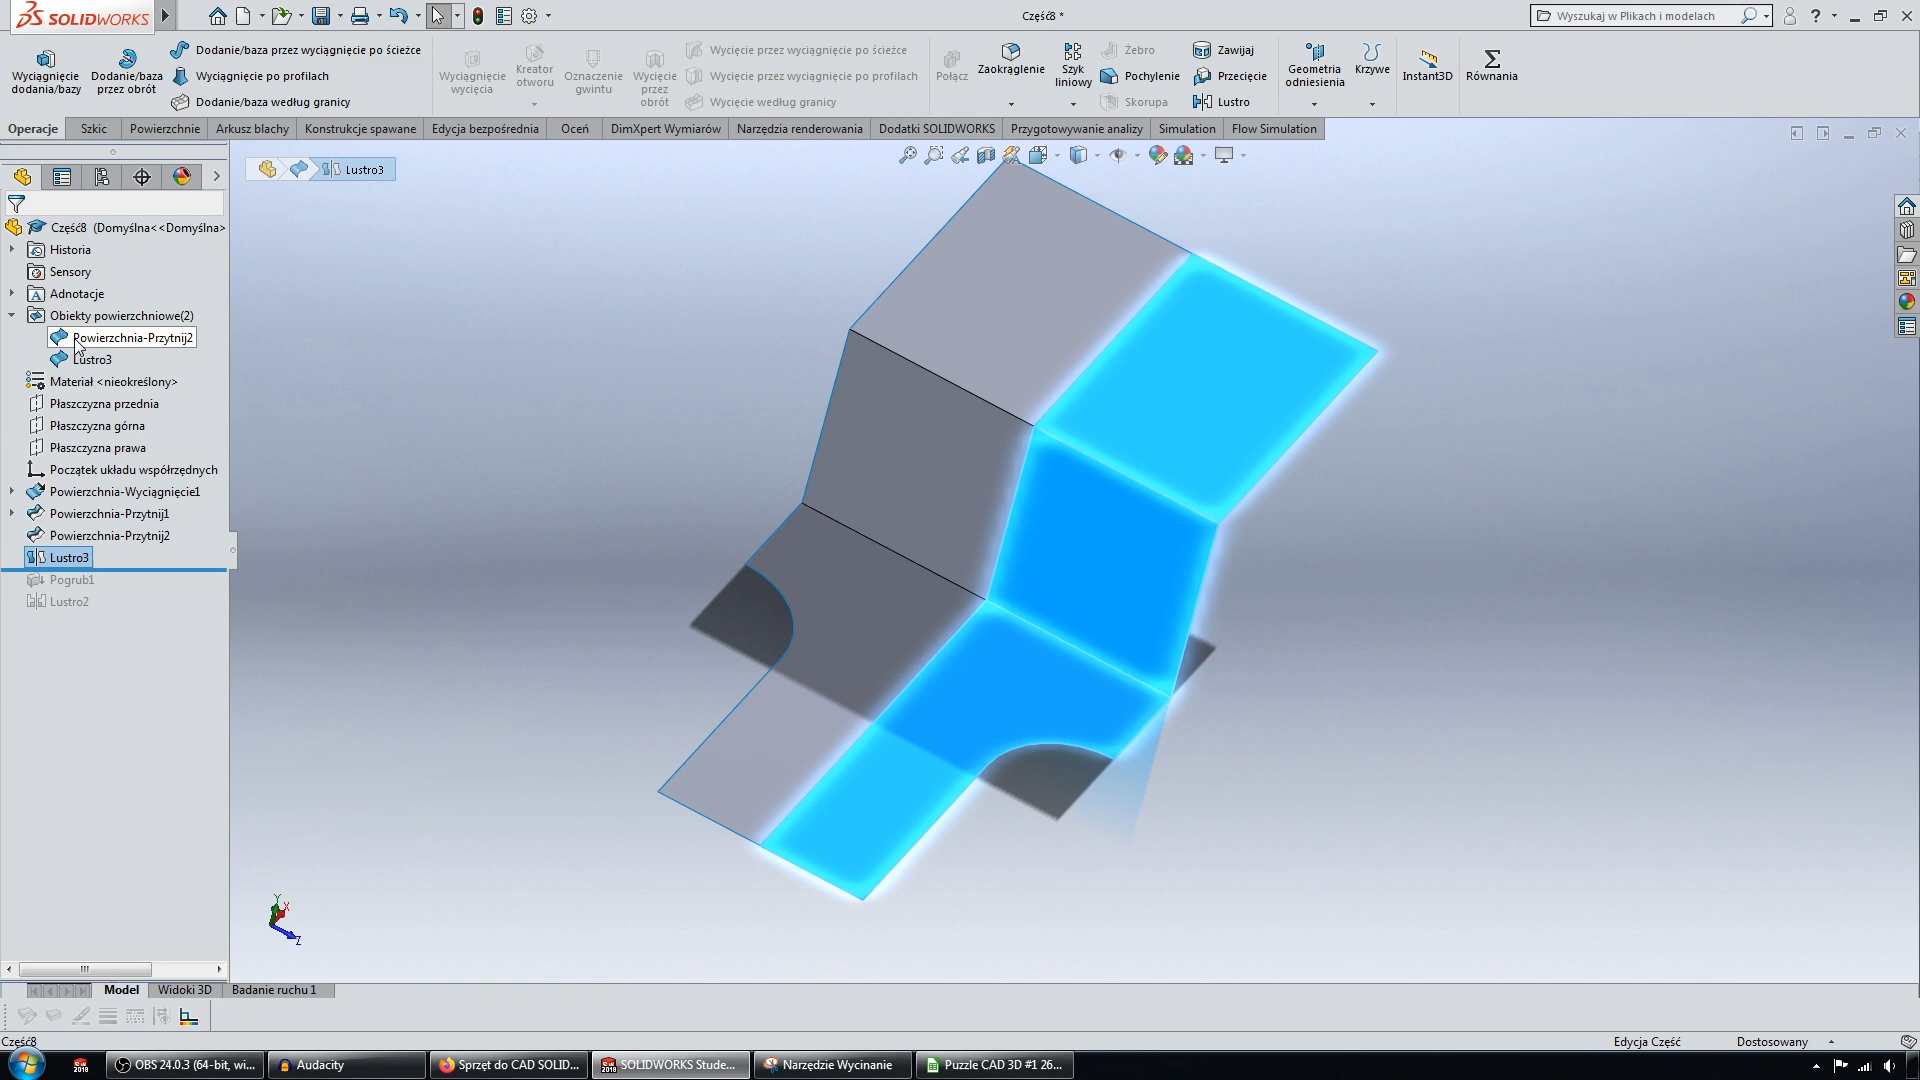 SOLIDWORKS
Część8 *
Wyszukaj w Plikach i modelach
Wyciągnięcie dodania/bazy
Dodanie/baza przez obrót
Dodanie/baza przez wyciągnięcie po ścieżce
Wyciągnięcie po profilach
Dodanie/baza według granicy
Wyciągnięcie wycięcia
Kreator otworu
Oznaczenie gwintu
Wycięcie przez obrót
Wycięcie przez wyciągnięcie po ścieżce
Wycięcie przez wyciągnięcie po profilach
Wycięcie według granicy
Połącz
Zaokrąglenie
Szyk liniowy
Żebro
Pochylenie
Skorupa
Zawijaj
Przecięcie
Lustro
Geometria odniesienia
Krzywe
Instant3D
Równania
Operacje
Szkic
Powierzchnie
Arkusz blachy
Konstrukcje spawane
Edycja bezpośrednia
Oceń
DimXpert Wymiarów
Narzędzia renderowania
Dodatki SOLIDWORKS
Przygotowywanie analizy
Simulation
Flow Simulation
Lustro3
Część8 (Domyślna<<Domyślna>
Historia
Sensory
Adnotacje
Obiekty powierzchniowe(2)
Powierzchnia-Przytnij2
Lustro3
Materiał <nieokreślony>
Płaszczyzna przednia
Płaszczyzna górna
Płaszczyzna prawa
Początek układu współrzędnych
Powierzchnia-Wyciągnięcie1
Powierzchnia-Przytnij1
Powierzchnia-Przytnij2
Lustro3
Pogrub1
Lustro2
Y
X
Z
Model
Widoki 3D
Badanie ruchu 1
Część8
Edycja Część
Dostosowany
2018
OBS 24.0.3 (64-bit, wi...
Audacity
Sprzęt do CAD SOLID...
SOLIDWORKS Stude...
Narzędzie Wycinanie
Puzzle CAD 3D #1 26...